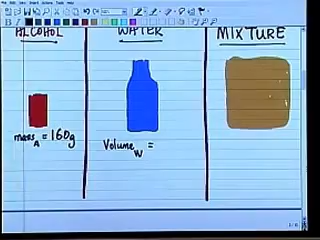 ALCOHOL
WATER
MIXTURE
mass_A = 160g
Volume_W =